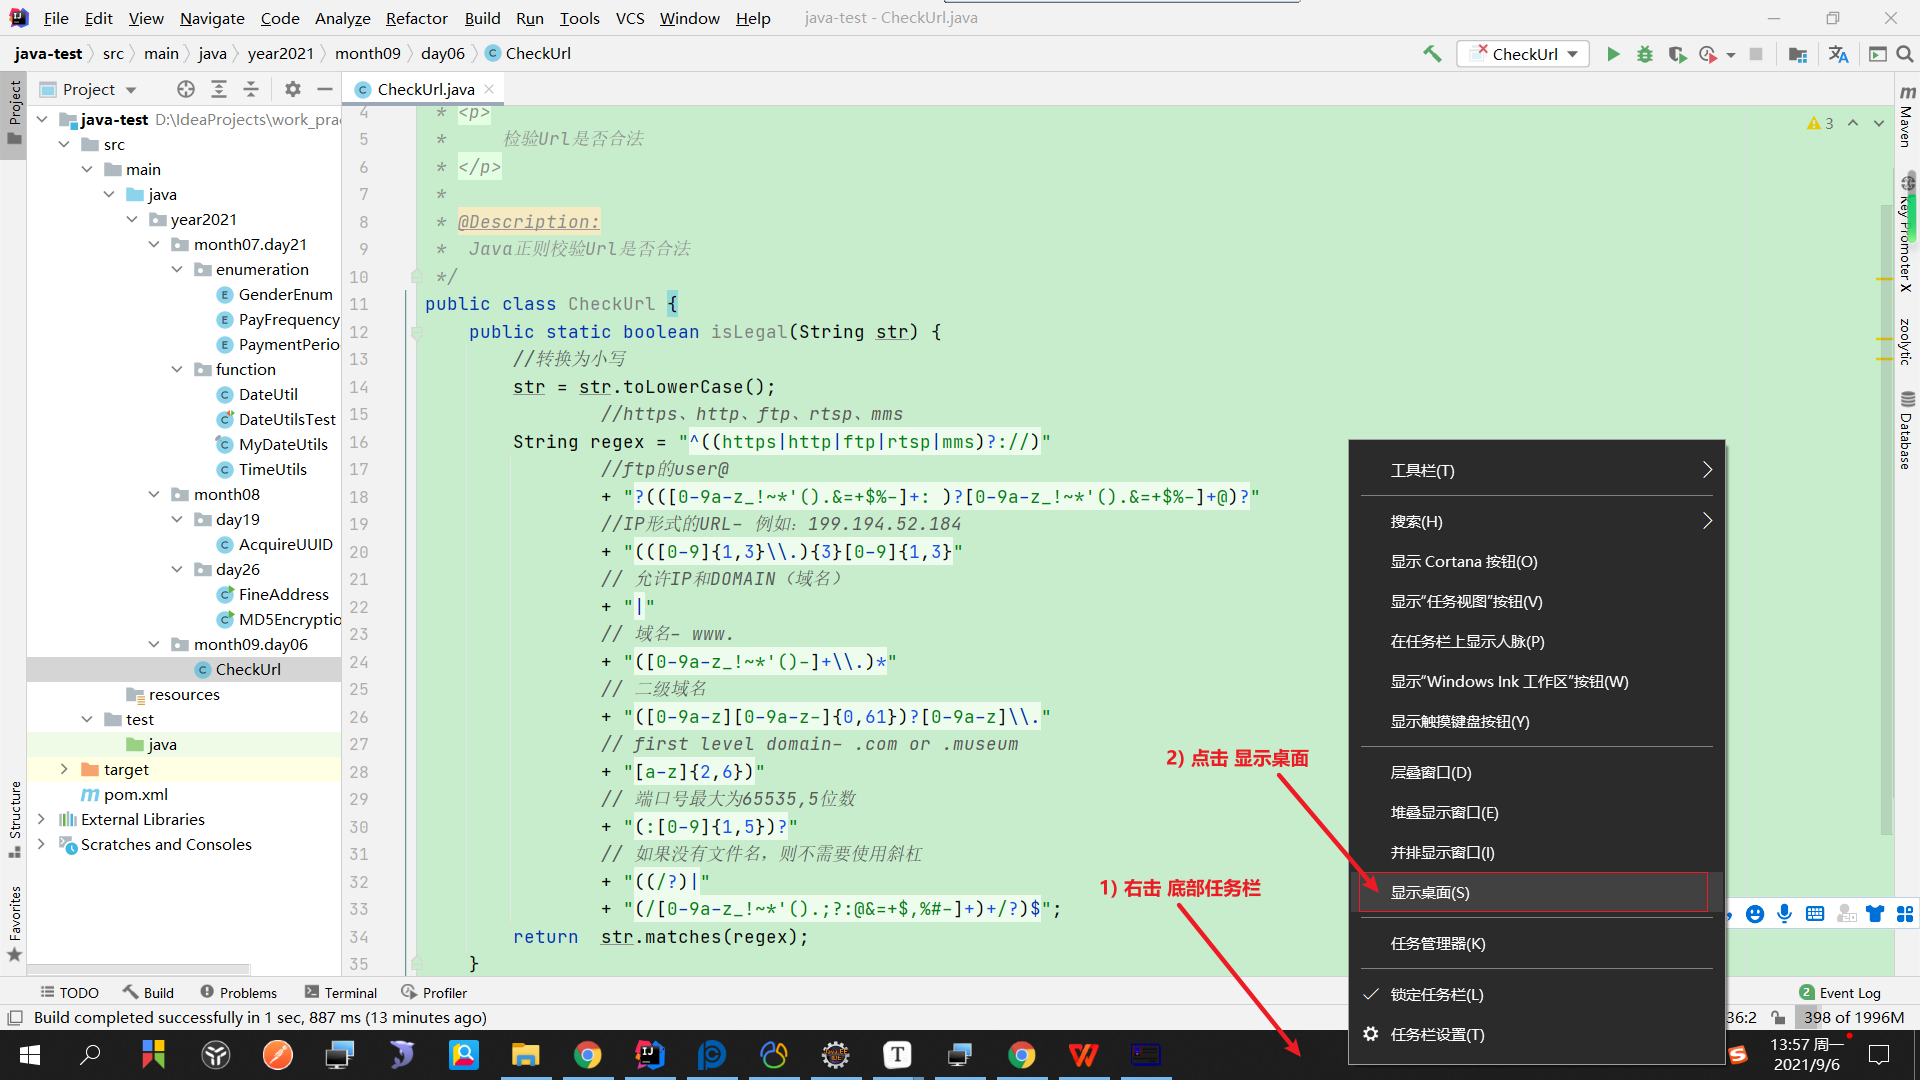 File Edit View Navigate Code Analyze Refactor Build Run Tools VCS Window Help java-test - CheckUrl.java
java-test src main java year2021 month09 day06 CheckUrl
CheckUrl
Project
CheckUrl.java
java-test D:\IdeaProjects\work_prac
src
main
java
year2021
month07.day21
enumeration
GenderEnum
PayFrequency
PaymentPerio
function
DateUtil
DateUtilsTest
MyDateUtils
TimeUtils
month08
day19
AcquireUUID
day26
FineAddress
MD5Encryptio
month09.day06
CheckUrl
resources
test
java
target
pom.xml
External Libraries
Scratches and Consoles
Project
Structure
Favorites
4 * <p>
5 * 检验Url是否合法
6 * </p>
7 *
8 * @Description:
9 * Java正则校验Url是否合法
10 */
11 public class CheckUrl {
12 public static boolean isLegal(String str) {
13 //转换为小写
14 str = str.toLowerCase();
15 //https、http、ftp、rtsp、mms
16 String regex = "^((https|http|ftp|rtsp|mms)?://)"
17 //ftp的user@
18 + "?(([0-9a-z_!~*'().&=+$%-]+: )?[0-9a-z_!~*'().&=+$%-]+@)?"
19 //IP形式的URL- 例如：199.194.52.184
20 + "(([0-9]{1,3}\\.){3}[0-9]{1,3}"
21 // 允许IP和DOMAIN（域名）
22 + "|"
23 // 域名- www.
24 + "([0-9a-z_!~*'()-]+\\.)*"
25 // 二级域名
26 + "([0-9a-z][0-9a-z-]{0,61})?[0-9a-z]\\."
27 // first level domain- .com or .museum
28 + "[a-z]{2,6})"
29 // 端口号最大为65535,5位数
30 + "(:[0-9]{1,5})?"
31 // 如果没有文件名，则不需要使用斜杠
32 + "((/?)|"
33 + "(/[0-9a-z_!~*'().;?:@&=+$,%#-]+)+/?)$";
34 return str.matches(regex);
35 }
3
Maven
Key Promoter X
zoolytic
Database
2) 点击 显示桌面
1) 右击 底部任务栏
工具栏(T)
搜索(H)
显示 Cortana 按钮(O)
显示“任务视图”按钮(V)
在任务栏上显示人脉(P)
显示“Windows Ink 工作区”按钮(W)
显示触摸键盘按钮(Y)
层叠窗口(D)
堆叠显示窗口(E)
并排显示窗口(I)
显示桌面(S)
任务管理器(K)
锁定任务栏(L)
任务栏设置(T)
TODO Build Problems Terminal Profiler
2 Event Log
Build completed successfully in 1 sec, 887 ms (13 minutes ago)
36:2 398 of 1996M
13:57 周一
2021/9/6